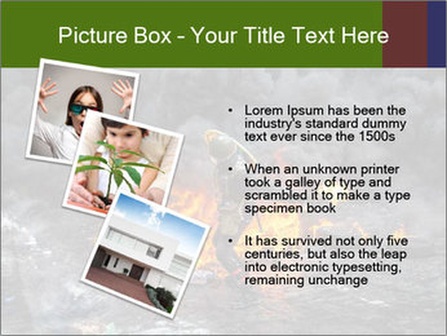 Picture Box - Your Title Text Here
• Lorem Ipsum has been the
industry's standard dummy
text ever since the 1500s
• When an unknown printer
took a galley of type and
scrambled it to make a type
specimen book.
• It has survived not only five
centuries, but also the leap
into electronic typesetting,
remaining essentially
unchanged.